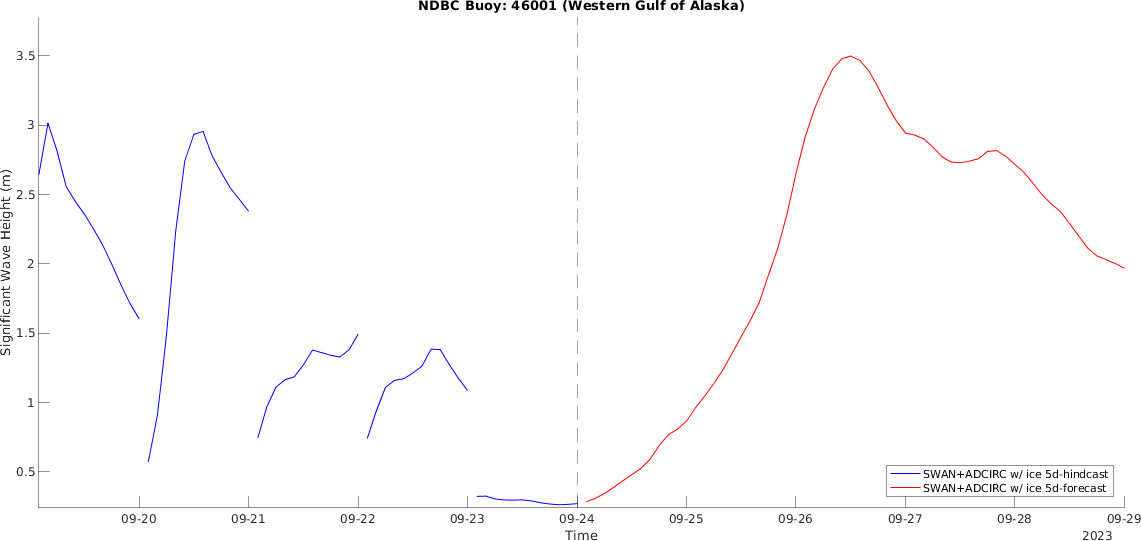 NDBC Buoy: 46001 (Western Gulf of Alaska)
Significant Wave Height (m)
3.5
3
2.5
2
1.5
1
0.5
SWAN+ADCIRC w/ ice 5d-hindcast
SWAN+ADCIRC w/ ice 5d-forecast
09-20 09-21 09-22 09-23 09-24 09-25 09-26 09-27 09-28 09-29
Time
2023